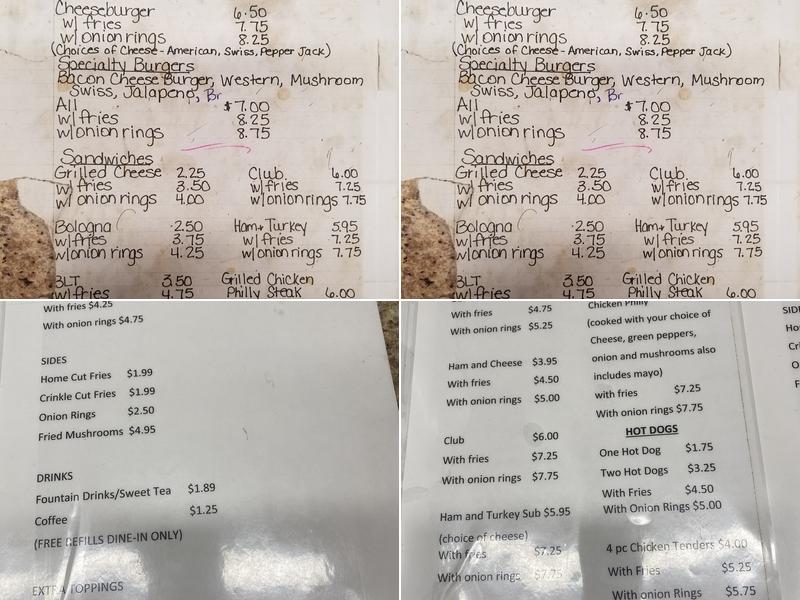 Cheeseburger 6.50
w/ fries 7.75
w/onion rings 8.25
(Choices of Cheese - American, Swiss, Pepper Jack)
Specialty Burgers
Bacon Cheese Burger, Western, Mushroom
Swiss, Jalapeno, Br
All $7.00
w/fries 8.25
w/onion rings 8.75
Sandwiches
Grilled Cheese 2.25 Club 6.00
w/ fries 3.50 w/fries 7.25
w/ onion rings 4.00 w/onion rings 7.75
Bologna 2.50 Ham + Turkey 5.95
w/fries 3.75 w/fries 7.25
w/onion rings 4.25 w/onion rings 7.75
BLT 3.50 Grilled Chicken
w/fries 4.75 Philly Steak 6.00
Cheeseburger 6.50
w/ fries 7.75
w/onion rings 8.25
(Choices of Cheese - American, Swiss, Pepper Jack)
Specialty Burgers
Bacon Cheese Burger, Western, Mushroom
Swiss, Jalapeno, Br
All $7.00
w/fries 8.25
w/onion rings 8.75
Sandwiches
Grilled Cheese 2.25 Club 6.00
w/ fries 3.50 w/fries 7.25
w/ onion rings 4.00 w/onion rings 7.75
Bologna 2.50 Ham + Turkey 5.95
w/fries 3.75 w/fries 7.25
w/onion rings 4.25 w/onion rings 7.75
BLT 3.50 Grilled Chicken
w/fries 4.75 Philly Steak 6.00
With fries $4.25
With onion rings $4.75
SIDES
Home Cut Fries $1.99
Crinkle Cut Fries $1.99
Onion Rings $2.50
Fried Mushrooms $4.95
DRINKS
Fountain Drinks/Sweet Tea $1.89
Coffee $1.25
(FREE REFILLS DINE-IN ONLY)
EXTRA TOPPINGS
With fries $4.75
With onion rings $5.25
Ham and Cheese $3.95
With fries $4.50
With onion rings $5.00
Club $6.00
With fries $7.25
With onion rings $7.75
Ham and Turkey Sub $5.95
(choice of cheese)
With fries $7.25
With onion rings $7.75
Chicken Philly
(cooked with your choice of
Cheese, green peppers,
onion and mushrooms also
includes mayo)
with fries $7.25
With onion rings $7.75
HOT DOGS
One Hot Dog $1.75
Two Hot Dogs $3.25
With Fries $4.50
With Onion Rings $5.00
4 pc Chicken Tenders $4.00
With Fries $5.25
With onion Rings $5.75
SIDE
Ho
Cri
O
F